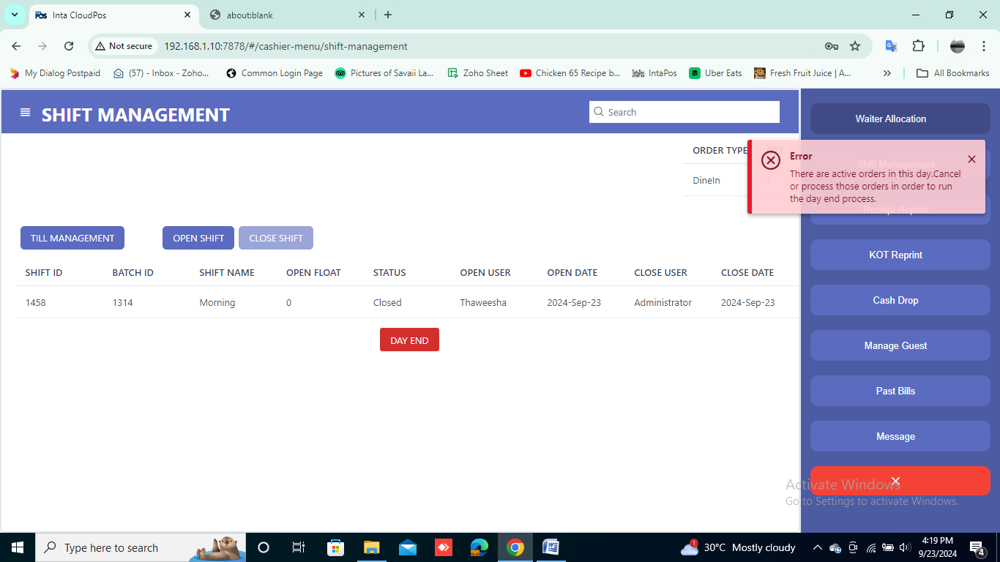 Inta CloudPos
about:blank
Not secure
192.168.1.10:7878/#/cashier-menu/shift-management
My Dialog Postpaid
(57) - Inbox - Zoho...
Common Login Page
Pictures of Savaii La...
Zoho Sheet
Chicken 65 Recipe b...
IntaPos
Uber Eats
Fresh Fruit Juice | A...
All Bookmarks
SHIFT MANAGEMENT
Search
Waiter Allocation
ORDER TYPE QTY
DineIn 1
Error
There are active orders in this day.Cancel
or process those orders in order to run
the day end process.
Shift Management
Receipt Reprint
TILL MANAGEMENT
OPEN SHIFT
CLOSE SHIFT
KOT Reprint
SHIFT ID BATCH ID SHIFT NAME OPEN FLOAT STATUS OPEN USER OPEN DATE CLOSE USER CLOSE DATE
1458 1314 Morning 0 Closed Thaweesha 2024-Sep-23 Administrator 2024-Sep-23
DAY END
Cash Drop
Manage Guest
Past Bills
Message
Activate Windows
Go to Settings to activate Windows.
Type here to search
1
30°C Mostly cloudy
4:19 PM
9/23/2024
4